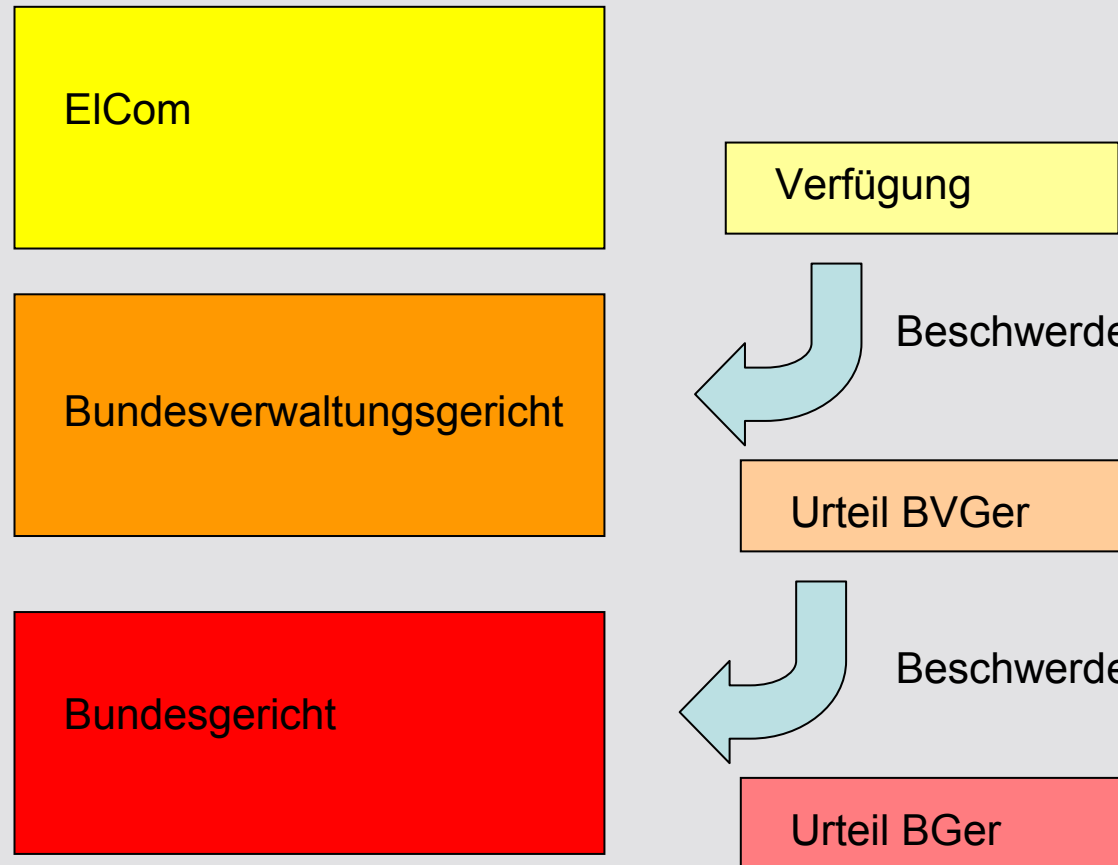 ElCom
Verfügung
Beschwerde
Bundesverwaltungsgericht
Urteil BVGer
Beschwerde
Bundesgericht
Urteil BGer